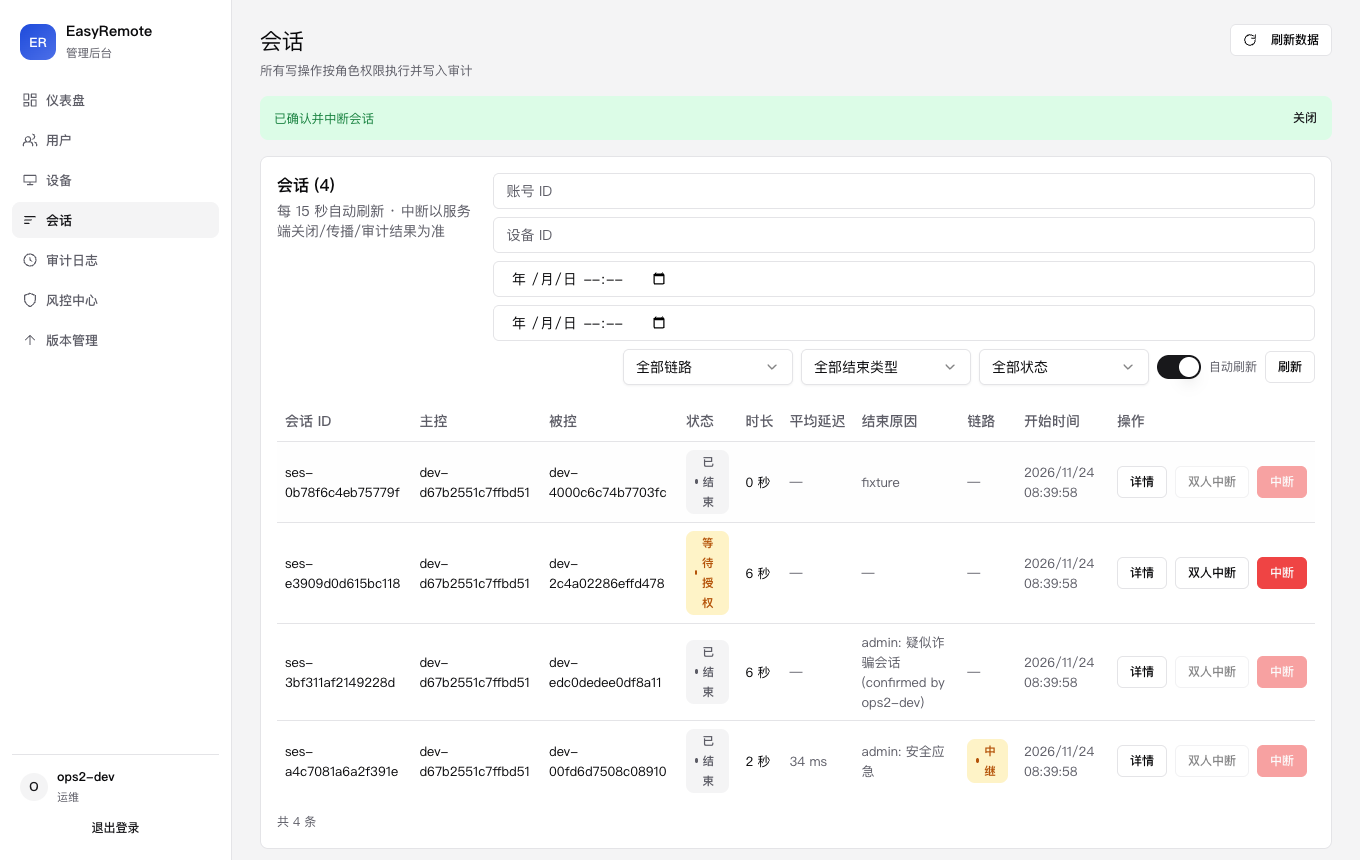 ER
EasyRemote
管理后台
仪表盘
用户
设备
会话
审计日志
风控中心
版本管理
O
ops2-dev
运维
退出登录
会话
所有写操作按角色权限执行并写入审计
刷新数据
已确认并中断会话
关闭
会话 (4)
每 15 秒自动刷新 · 中断以服务
端关闭/传播/审计结果为准
账号 ID
设备 ID
年 /月/日 --:--
年 /月/日 --:--
全部链路
全部结束类型
全部状态
自动刷新
刷新
会话 ID 主控 被控 状态 时长 平均延迟 结束原因 链路 开始时间 操作
ses-
0b78f6c4eb75779f
dev-
d67b2551c7ffbd51
dev-
4000c6c74b7703fc
已
结
束
0 秒
—
fixture
—
2026/11/24
08:39:58
详情
双人中断
中断
ses-
e3909d0d615bc118
dev-
d67b2551c7ffbd51
dev-
2c4a02286effd478
等
待
授
权
6 秒
—
—
—
2026/11/24
08:39:58
详情
双人中断
中断
ses-
3bf311af2149228d
dev-
d67b2551c7ffbd51
dev-
edc0dedee0df8a11
已
结
束
6 秒
—
admin: 疑似诈
骗会话
(confirmed by
ops2-dev)
—
2026/11/24
08:39:58
详情
双人中断
中断
ses-
a4c7081a6a2f391e
dev-
d67b2551c7ffbd51
dev-
00fd6d7508c08910
已
结
束
2 秒
34 ms
admin: 安全应
急
中
继
2026/11/24
08:39:58
详情
双人中断
中断
共 4 条